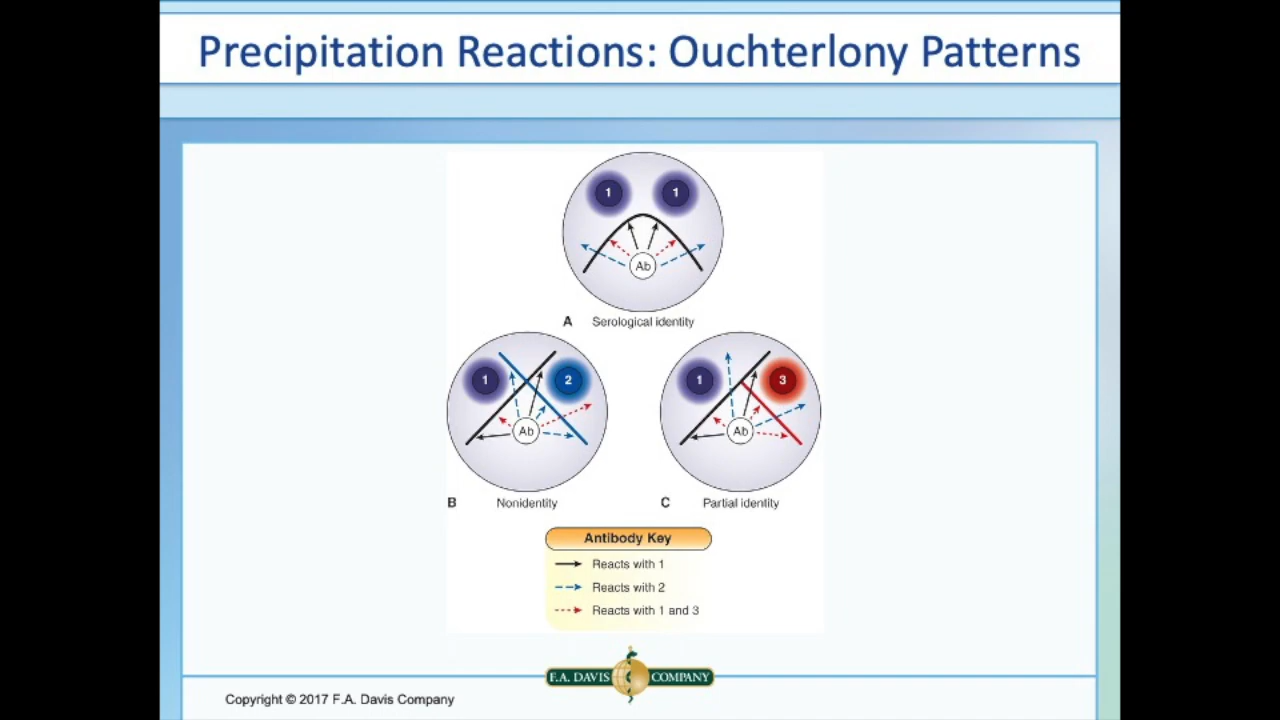 Precipitation Reactions: Ouchterlony Patterns
1 1
Ab
A Serological identity
1 2
Ab
B Nonidentity
1 3
Ab
C Partial identity
Antibody Key
Reacts with 1
Reacts with 2
Reacts with 1 and 3
F.A. DAVIS COMPANY
Copyright © 2017 F.A. Davis Company